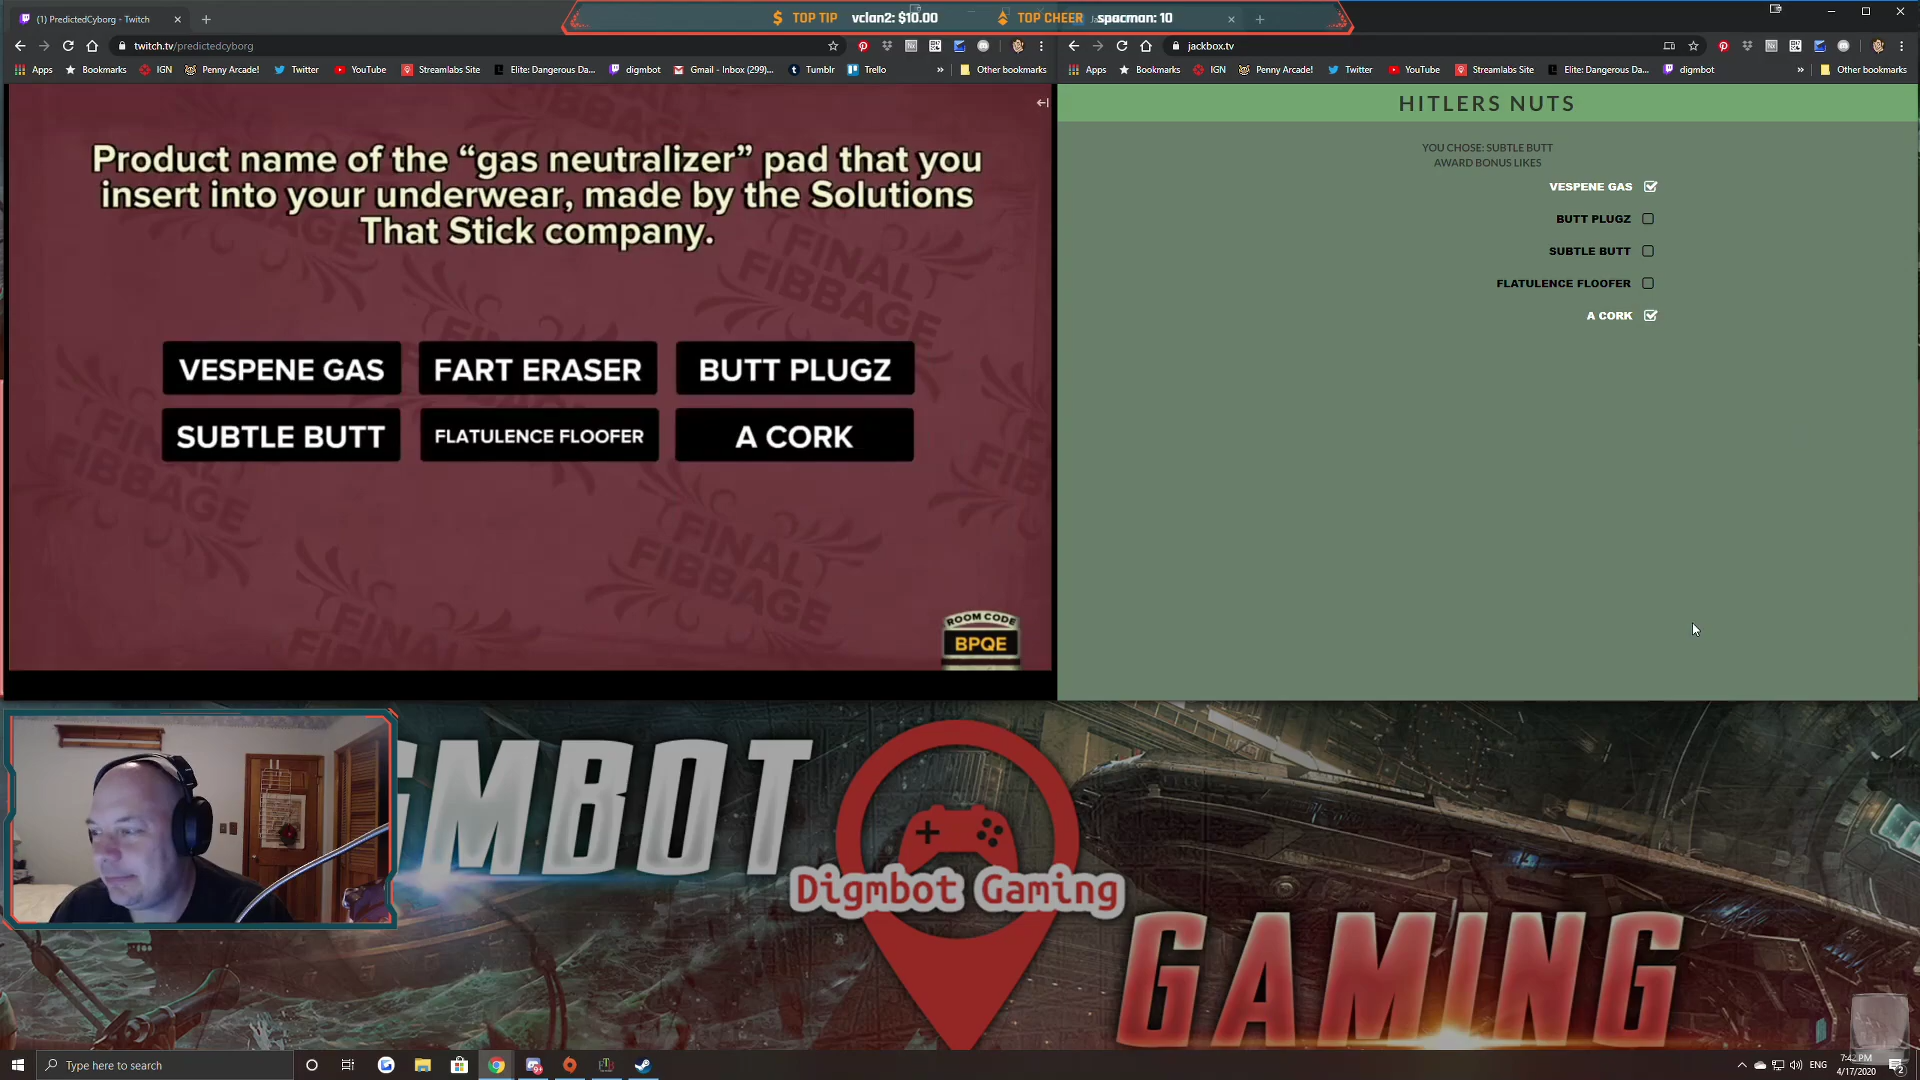 (1) PredictedCyborg - Twitch
TOP TIP vclan2: $10.00
TOP CHEER spacman: 10
twitch.tv/predictedcyborg
jackbox.tv
Apps Bookmarks IGN Penny Arcade! Twitter YouTube Streamlabs Site Elite: Dangerous Da... digmbot Gmail - Inbox (299)... Tumblr Trello » Other bookmarks
Apps Bookmarks IGN Penny Arcade! Twitter YouTube Streamlabs Site Elite: Dangerous Da... digmbot » Other bookmarks
Product name of the “gas neutralizer” pad that you
insert into your underwear, made by the Solutions
That Stick company.
VESPENE GAS FART ERASER BUTT PLUGZ
SUBTLE BUTT FLATULENCE FLOOFER A CORK
FINAL FIBBAGE
ROOM CODE
BPQE
HITLERS NUTS
YOU CHOSE: SUBTLE BUTT
AWARD BONUS LIKES
VESPENE GAS
BUTT PLUGZ
SUBTLE BUTT
FLATULENCE FLOOFER
A CORK
GMBOT
Digmbot Gaming
GAMING
Type here to search
ENG
7:42 PM
4/17/2020